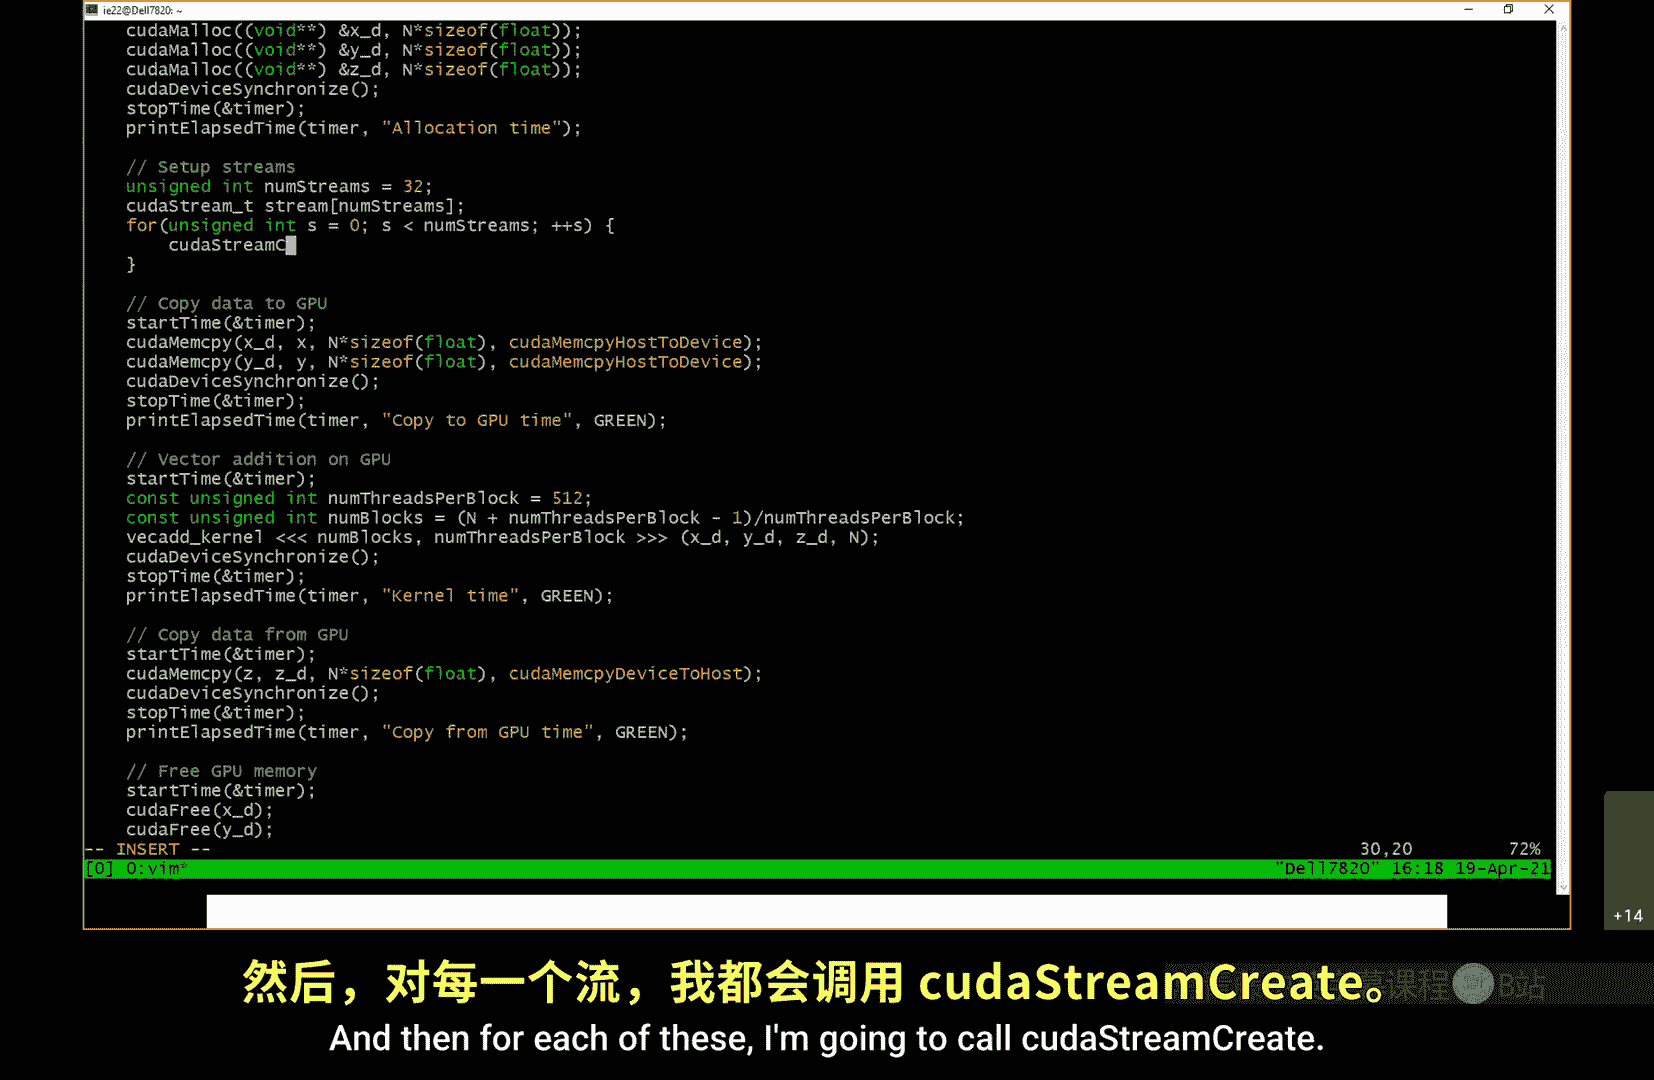 ie22@Dell7820: ~
cudaMalloc((void**) &x_d, N*sizeof(float));
cudaMalloc((void**) &y_d, N*sizeof(float));
cudaMalloc((void**) &z_d, N*sizeof(float));
cudaDeviceSynchronize();
stopTime(&timer);
printElapsedTime(timer, "Allocation time");
// Setup streams
unsigned int numStreams = 32;
cudaStream_t stream[numStreams];
for(unsigned int s = 0; s < numStreams; ++s) {
cudaStreamC
}
// Copy data to GPU
startTime(&timer);
cudaMemcpy(x_d, x, N*sizeof(float), cudaMemcpyHostToDevice);
cudaMemcpy(y_d, y, N*sizeof(float), cudaMemcpyHostToDevice);
cudaDeviceSynchronize();
stopTime(&timer);
printElapsedTime(timer, "Copy to GPU time", GREEN);
// Vector addition on GPU
startTime(&timer);
const unsigned int numThreadsPerBlock = 512;
const unsigned int numBlocks = (N + numThreadsPerBlock - 1)/numThreadsPerBlock;
vecadd_kernel <<< numBlocks, numThreadsPerBlock >>> (x_d, y_d, z_d, N);
cudaDeviceSynchronize();
stopTime(&timer);
printElapsedTime(timer, "Kernel time", GREEN);
// Copy data from GPU
startTime(&timer);
cudaMemcpy(z, z_d, N*sizeof(float), cudaMemcpyDeviceToHost);
cudaDeviceSynchronize();
stopTime(&timer);
printElapsedTime(timer, "Copy from GPU time", GREEN);
// Free GPU memory
startTime(&timer);
cudaFree(x_d);
cudaFree(y_d);
-- INSERT -- 30,20 72%
[0] 0:vim* "Dell7820" 16:18 19-Apr-21
+14
然后，对每一个流，我都会调用 cudaStreamCreate。
课程 B站
And then for each of these, I'm going to call cudaStreamCreate.